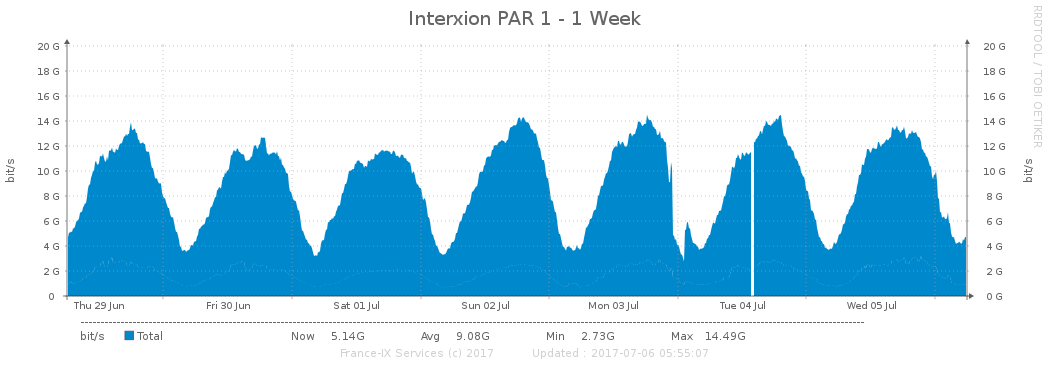 Interxion PAR 1 - 1 Week
RRDTOOL / TOBI OETIKER
bit/s
20 G 20 G
18 G 18 G
16 G 16 G
14 G 14 G
12 G 12 G
10 G 10 G
8 G 8 G
6 G 6 G
4 G 4 G
2 G 2 G
0 0 G
bit/s
Thu 29 Jun Fri 30 Jun Sat 01 Jul Sun 02 Jul Mon 03 Jul Tue 04 Jul Wed 05 Jul
bit/s Total Now 5.14G Avg 9.08G Min 2.73G Max 14.49G
France-IX Services (c) 2017 Updated : 2017-07-06 05:55:07